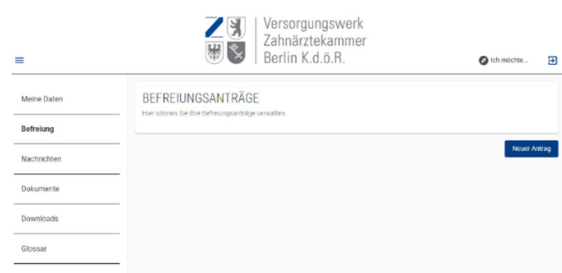 Versorgungswerk
Zahnärztekammer
Berlin K.d.ö.R.
Ich möchte...
Meine Daten
Befreiung
Nachrichten
Dokumente
Downloads
Glossar
BEFREIUNGSANTRÄGE
Hier können Sie Ihre Befreiungsanträge verwalten.
Neuer Antrag